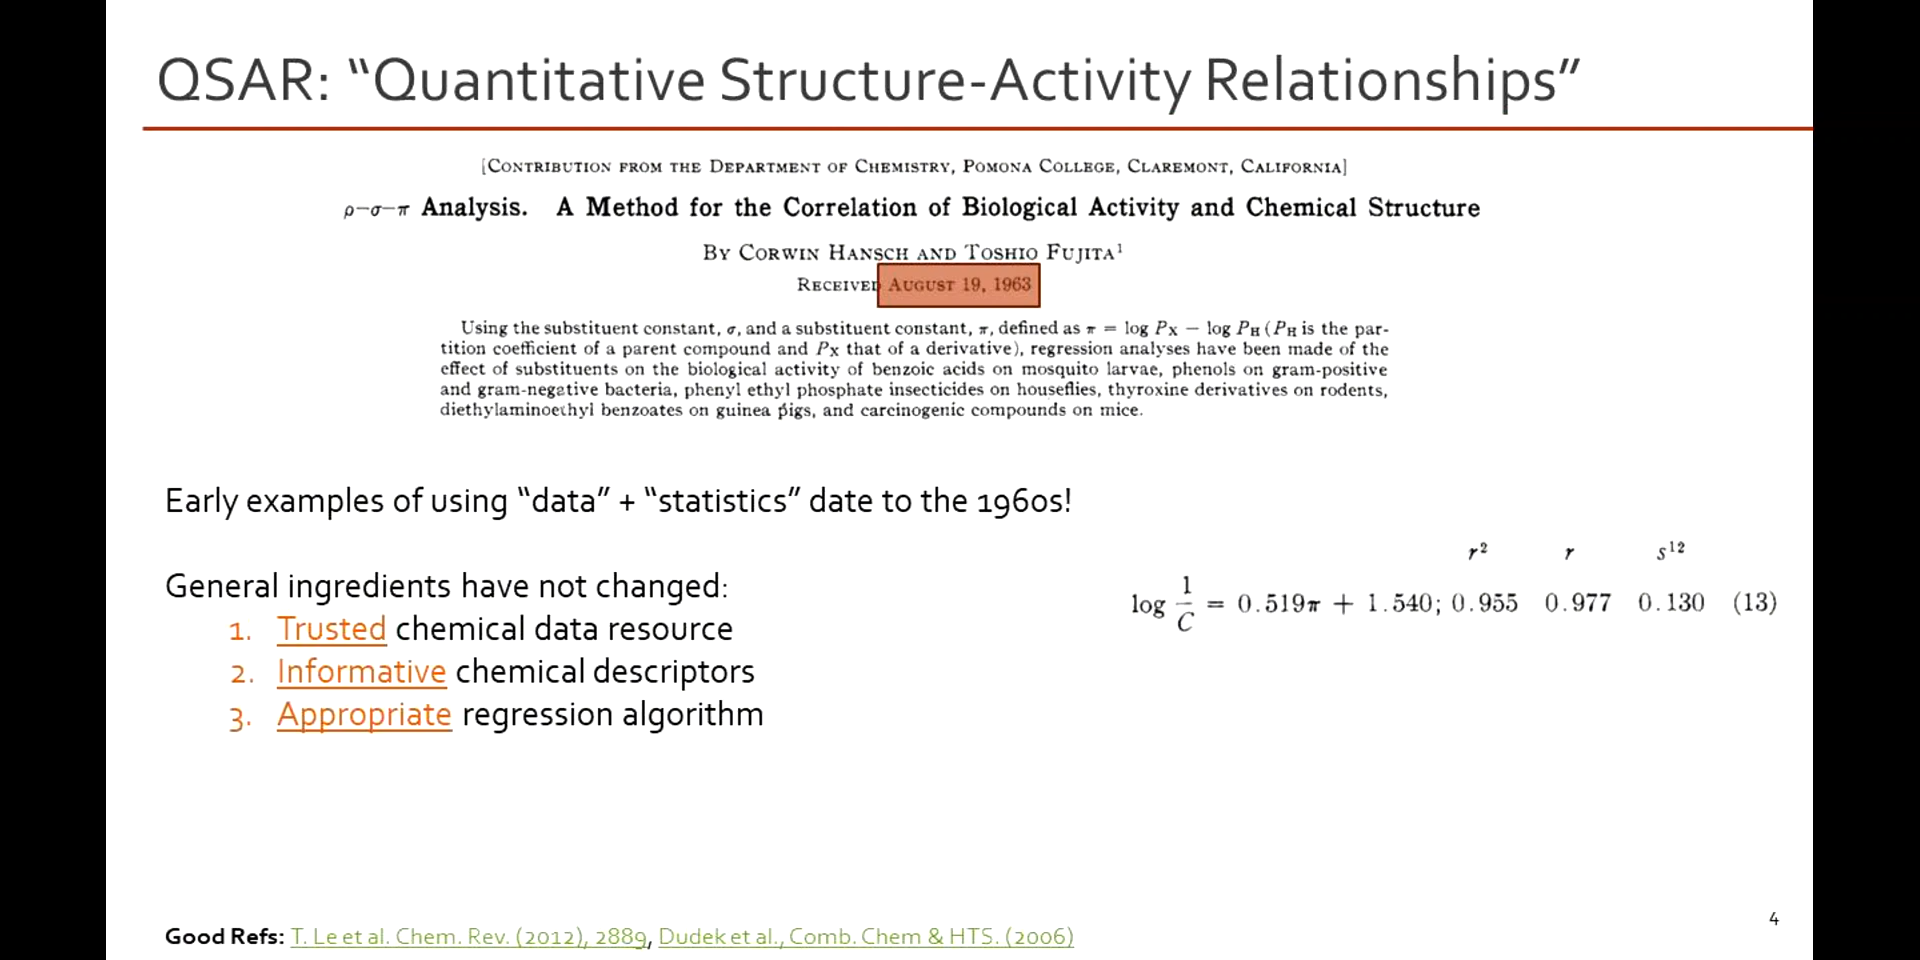 QSAR: “Quantitative Structure-Activity Relationships”
[CONTRIBUTION FROM THE DEPARTMENT OF CHEMISTRY, POMONA COLLEGE, CLAREMONT, CALIFORNIA]
ρ–σ–π Analysis. A Method for the Correlation of Biological Activity and Chemical Structure
BY CORWIN HANSCH AND TOSHIO FUJITA¹
RECEIVED AUGUST 19, 1963
Using the substituent constant, σ, and a substituent constant, π, defined as π = log PX − log PH (PH is the par-
tition coefficient of a parent compound and PX that of a derivative), regression analyses have been made of the
effect of substituents on the biological activity of benzoic acids on mosquito larvae, phenols on gram-positive
and gram-negative bacteria, phenyl ethyl phosphate insecticides on houseflies, thyroxine derivatives on rodents,
diethylaminoethyl benzoates on guinea pigs, and carcinogenic compounds on mice.
Early examples of using “data” + “statistics” date to the 1960s!
General ingredients have not changed:
1. Trusted chemical data resource
2. Informative chemical descriptors
3. Appropriate regression algorithm
r² r s¹²
log 1/C = 0.519π + 1.540; 0.955 0.977 0.130 (13)
4
Good Refs: T. Le et al. Chem. Rev. (2012), 2889, Dudek et al., Comb. Chem & HTS. (2006)